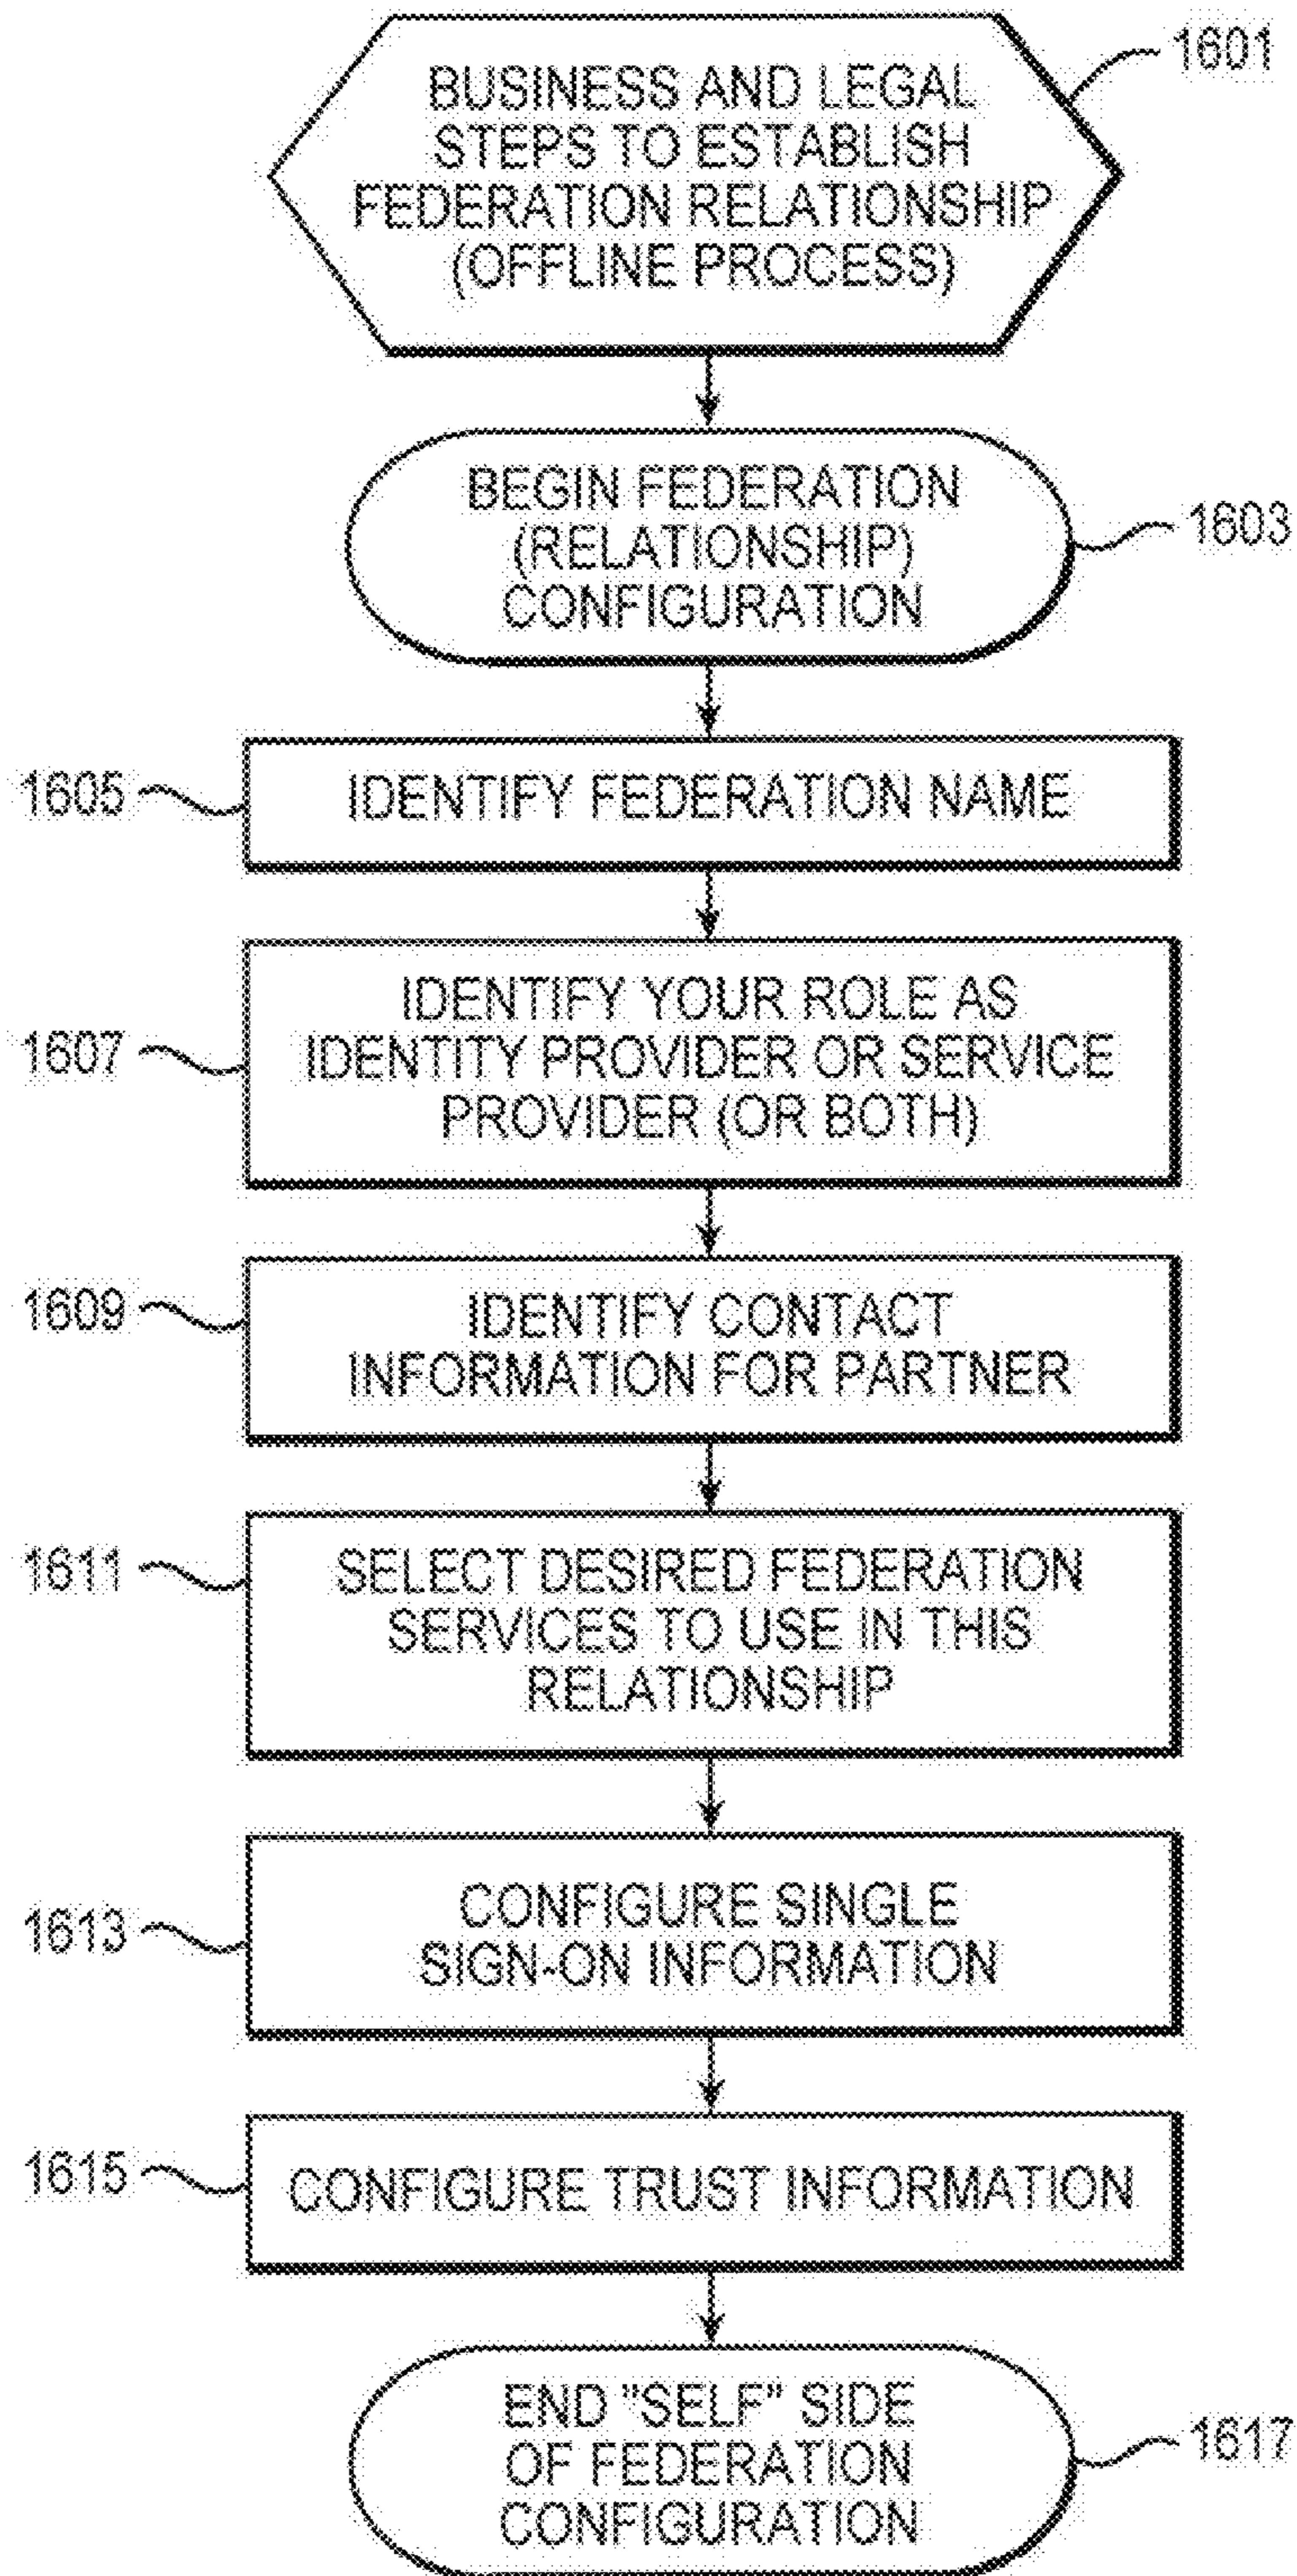 BUSINESS AND LEGAL
STEPS TO ESTABLISH
FEDERATION RELATIONSHIP
(OFFLINE PROCESS)
1601
BEGIN FEDERATION
(RELATIONSHIP)
CONFIGURATION
1603
1605
IDENTIFY FEDERATION NAME
1607
IDENTIFY YOUR ROLE AS
IDENTITY PROVIDER OR SERVICE
PROVIDER (OR BOTH)
1609
IDENTIFY CONTACT
INFORMATION FOR PARTNER
1611
SELECT DESIRED FEDERATION
SERVICES TO USE IN THIS
RELATIONSHIP
1613
CONFIGURE SINGLE
SIGN-ON INFORMATION
1615
CONFIGURE TRUST INFORMATION
END "SELF" SIDE
OF FEDERATION
CONFIGURATION
1617